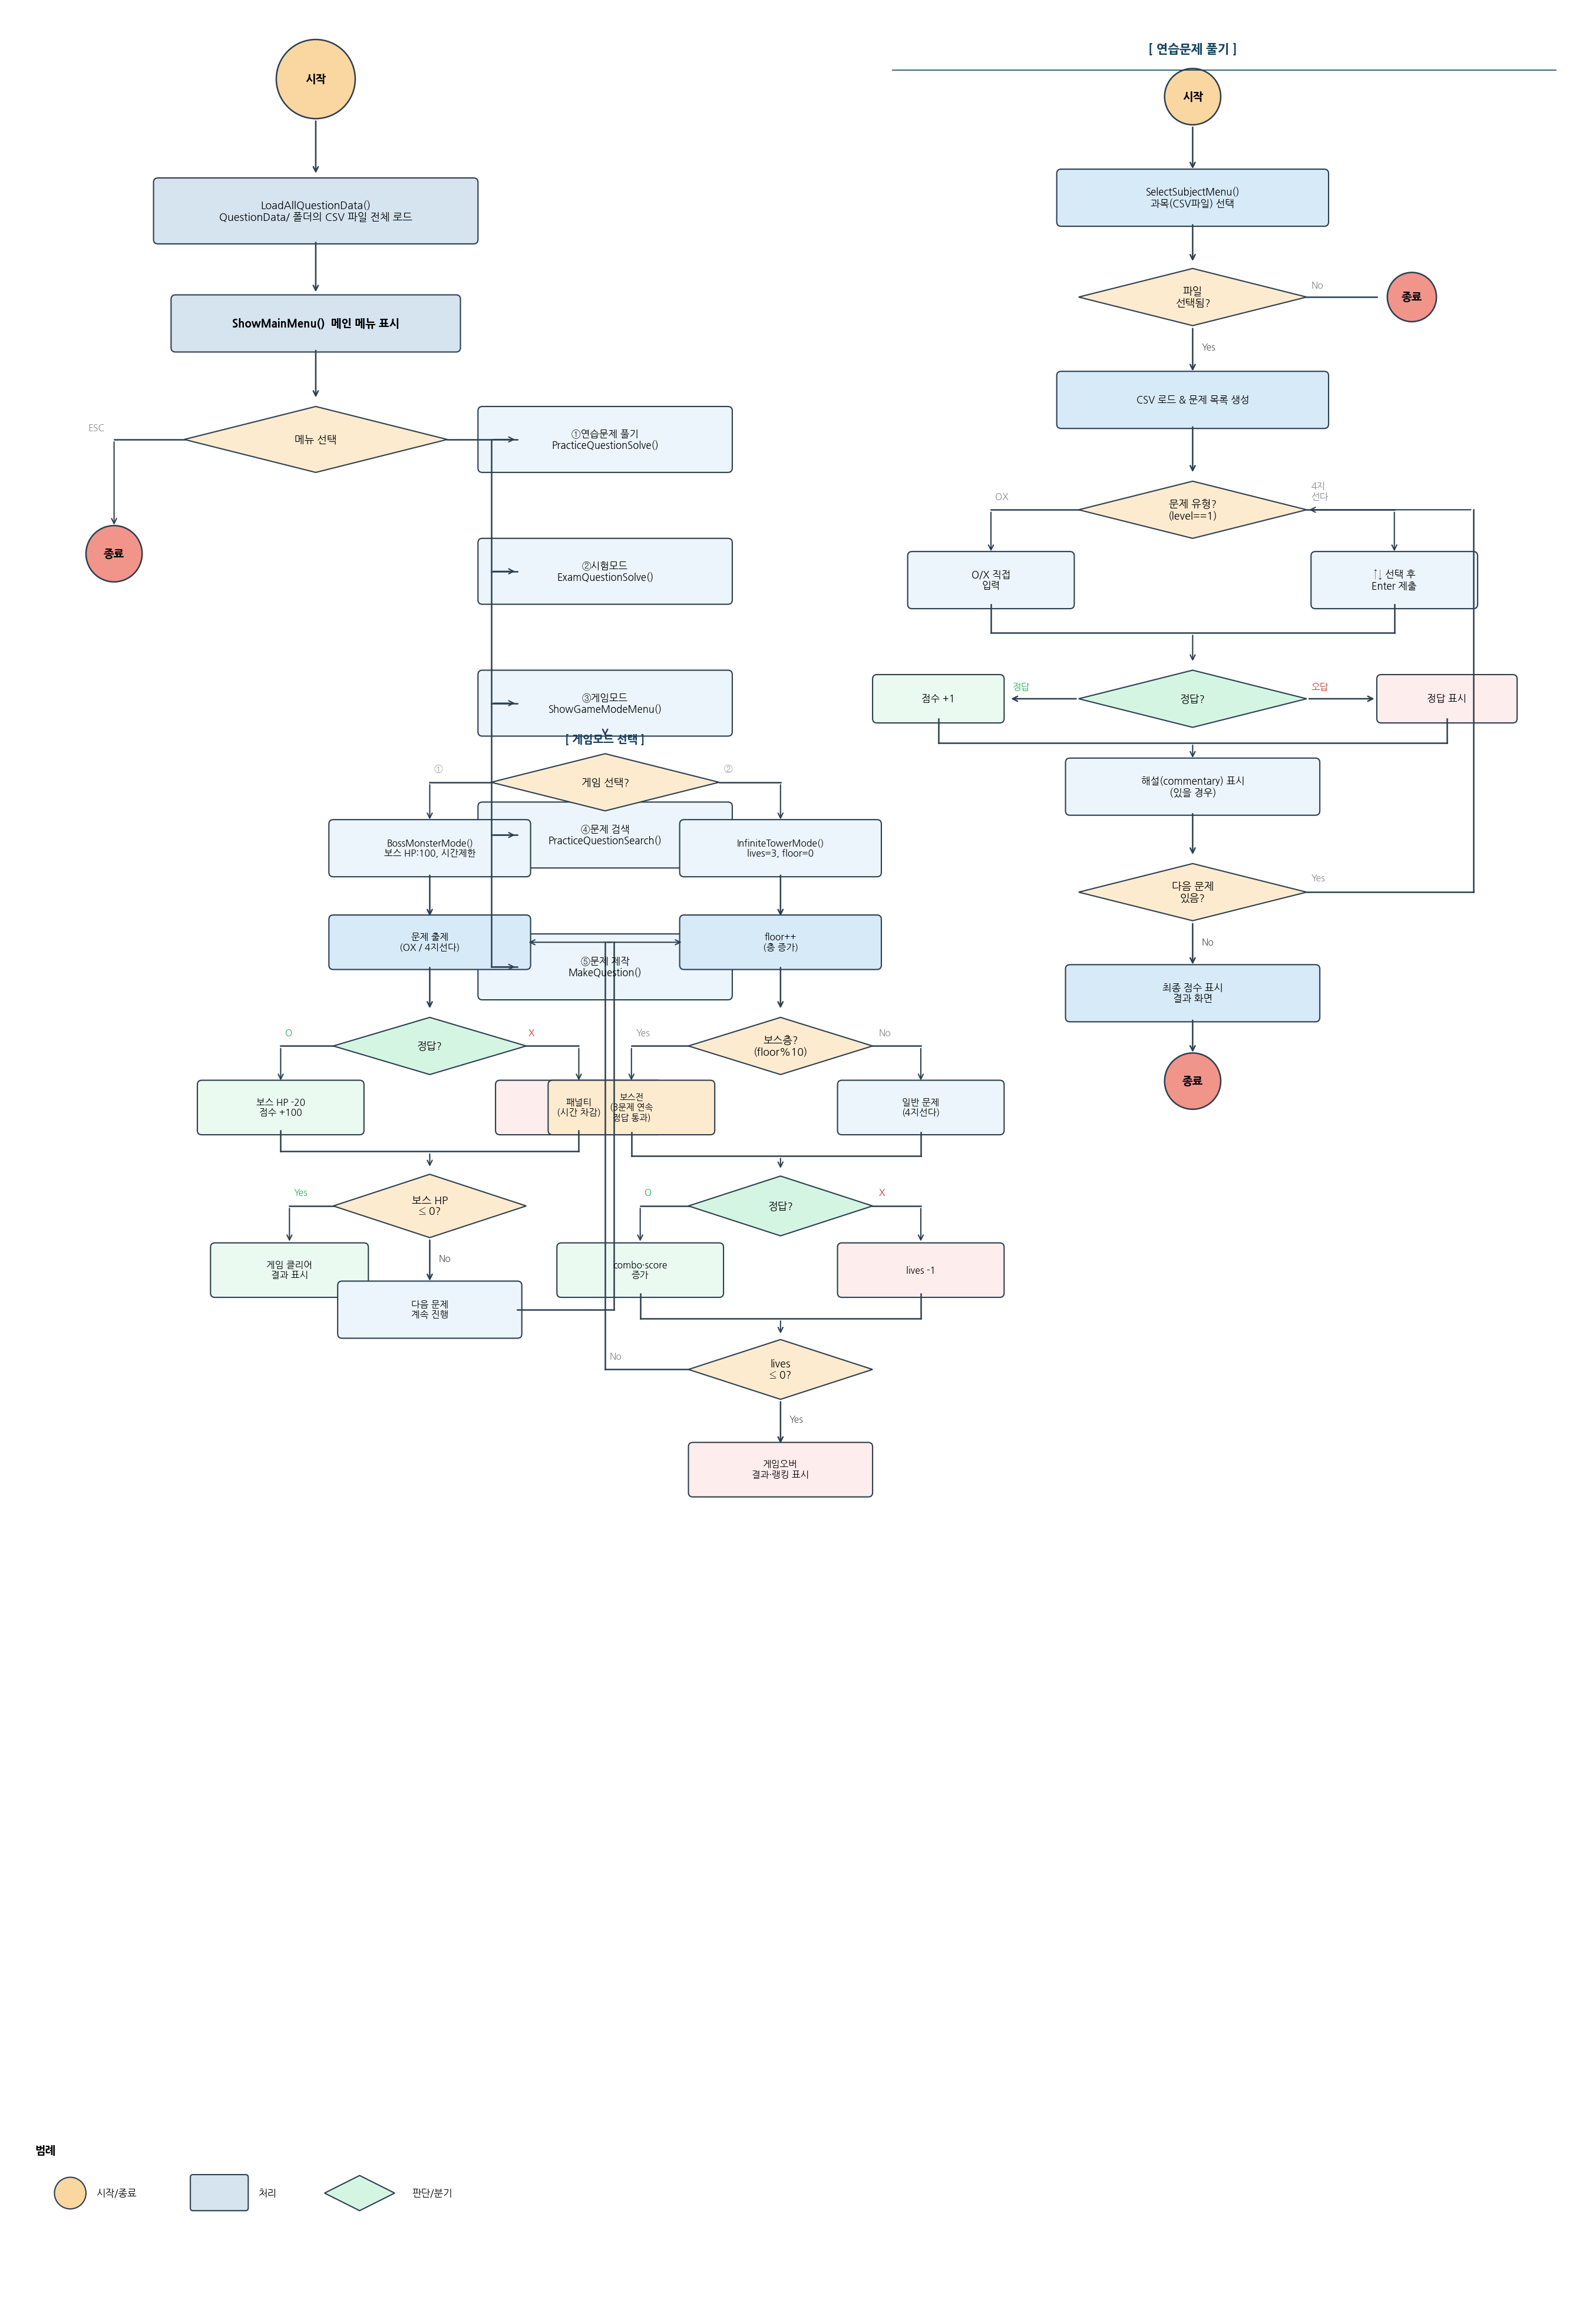 시작
LoadAllQuestionData()
QuestionData/ 폴더의 CSV 파일 전체 로드
ShowMainMenu()  메인 메뉴 표시
메뉴 선택
ESC
종료
①연습문제 풀기
PracticeQuestionSolve()
②시험모드
ExamQuestionSolve()
③게임모드
ShowGameModeMenu()
[ 게임모드 선택 ]
게임 선택?
①
②
④문제 검색
PracticeQuestionSearch()
⑤문제 제작
MakeQuestion()
BossMonsterMode()
보스 HP:100, 시간제한
문제 출제
(OX / 4지선다)
정답?
O
X
보스 HP -20
점수 +100
패널티
(시간 차감)
보스 HP
≤ 0?
Yes
No
게임 클리어
결과 표시
다음 문제
계속 진행
InfiniteTowerMode()
lives=3, floor=0
floor++
(층 증가)
보스층?
(floor%10)
Yes
No
보스전
(3문제 연속
정답 통과)
일반 문제
(4지선다)
정답?
O
X
combo·score
증가
lives -1
lives
≤ 0?
No
Yes
게임오버
결과·랭킹 표시
[ 연습문제 풀기 ]
시작
SelectSubjectMenu()
과목(CSV파일) 선택
파일
선택됨?
No
종료
Yes
CSV 로드 & 문제 목록 생성
문제 유형?
(level==1)
OX
4지
선다
O/X 직접
입력
↑↓ 선택 후
Enter 제출
정답?
정답
오답
점수 +1
정답 표시
해설(commentary) 표시
(있을 경우)
다음 문제
있음?
Yes
No
최종 점수 표시
결과 화면
종료
범례
시작/종료
처리
판단/분기